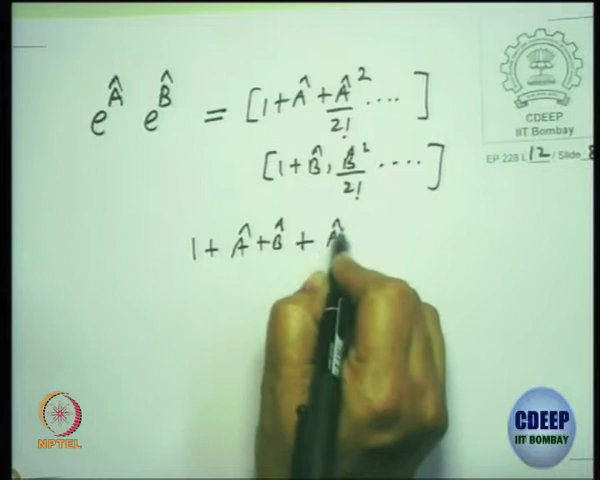 e^Â e^B̂ = [1 + Â + Â²/2! ....]
[1 + B̂, B̂²/2! ....]
1 + Â + B̂ + Â
CDEEP
IIT Bombay
EP 228 L 12 / Slide 8
NPTEL
CDEEP
IIT BOMBAY